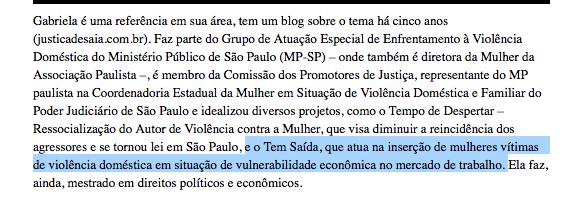 Gabriela é uma referência em sua área, tem um blog sobre o tema há cinco anos
(justicadesaia.com.br). Faz parte do Grupo de Atuação Especial de Enfrentamento à Violência
Doméstica do Ministério Público de São Paulo (MP-SP) – onde também é diretora da Mulher da
Associação Paulista –, é membro da Comissão dos Promotores de Justiça, representante do MP
paulista na Coordenadoria Estadual da Mulher em Situação de Violência Doméstica e Familiar do
Poder Judiciário de São Paulo e idealizou diversos projetos, como o Tempo de Despertar –
Ressocialização do Autor de Violência contra a Mulher, que visa diminuir a reincidência dos
agressores e se tornou lei em São Paulo, e o Tem Saída, que atua na inserção de mulheres vítimas
de violência doméstica em situação de vulnerabilidade econômica no mercado de trabalho. Ela faz,
ainda, mestrado em direitos políticos e econômicos.